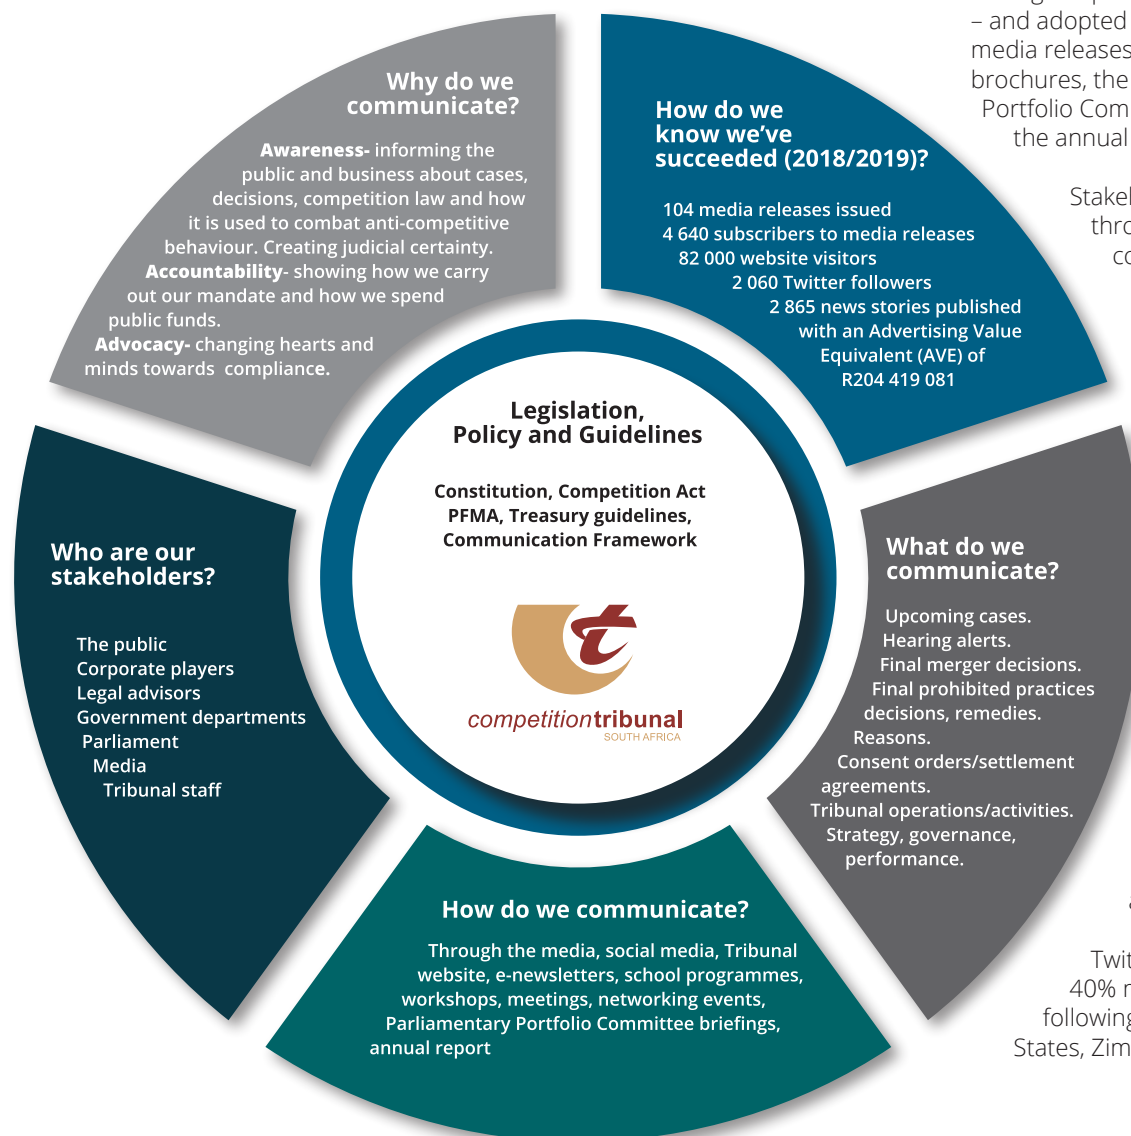 – and adopted
media releases
brochures, the
Portfolio Com
the annual
Why do we
communicate?
Awareness- informing the
public and business about cases,
decisions, competition law and how
it is used to combat anti-competitive
behaviour. Creating judicial certainty.
Accountability- showing how we carry
out our mandate and how we spend
public funds.
Advocacy- changing hearts and
minds towards  compliance.
How do we
know we've
succeeded (2018/2019)?
104 media releases issued
4 640 subscribers to media releases
82 000 website visitors
2 060 Twitter followers
2 865 news stories published
with an Advertising Value
Equivalent (AVE) of
R204 419 081
Stakel
thro
co
Legislation,
Policy and Guidelines
Constitution, Competition Act
PFMA, Treasury guidelines,
Communication Framework
competitiontribunal
SOUTH AFRICA
Who are our
stakeholders?
The public
Corporate players
Legal advisors
Government departments
Parliament
Media
Tribunal staff
What do we
communicate?
Upcoming cases.
Hearing alerts.
Final merger decisions.
Final prohibited practices
decisions, remedies.
Reasons.
Consent orders/settlement
agreements.
Tribunal operations/activities.
Strategy, governance,
performance.
How do we communicate?
Through the media, social media, Tribunal
website, e-newsletters, school programmes,
workshops, meetings, networking events,
Parliamentary Portfolio Committee briefings,
annual report
Twit
40% r
following
States, Zim